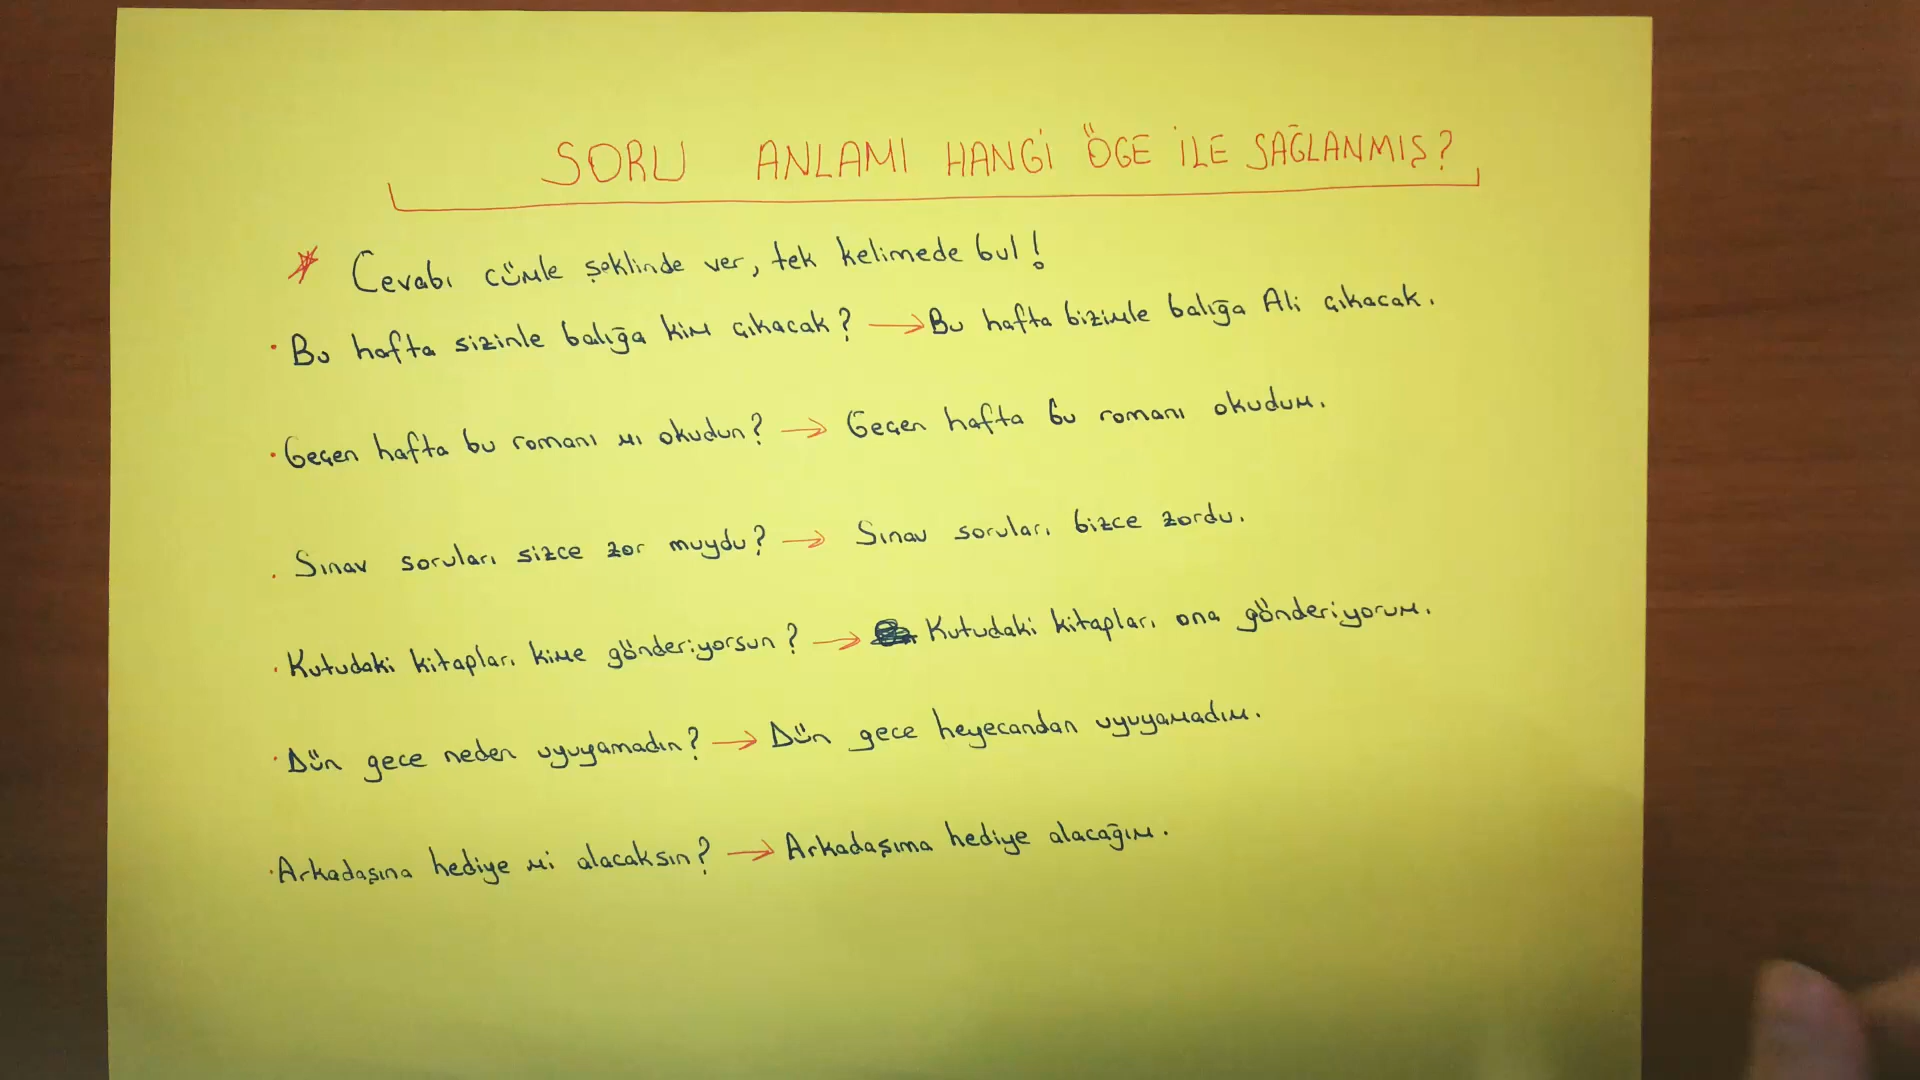 SORU ANLAMI HANGİ ÖGE İLE SAĞLANMIŞ?
Cevabı cümle şeklinde ver, tek kelimede bul!
• Bu hafta sizinle balığa kim çıkacak? → Bu hafta bizimle balığa Ali çıkacak.
• Geçen hafta bu romanı mı okudun? → Geçen hafta bu romanı okudum.
• Sınav soruları sizce zor muydu? → Sınav soruları bizce zordu.
• Kutudaki kitapları kime gönderiyorsun? → Kutudaki kitapları ona gönderiyorum.
• Dün gece neden uyuyamadın? → Dün gece heyecandan uyuyamadım.
• Arkadaşına hediye mi alacaksın? → Arkadaşıma hediye alacağım.